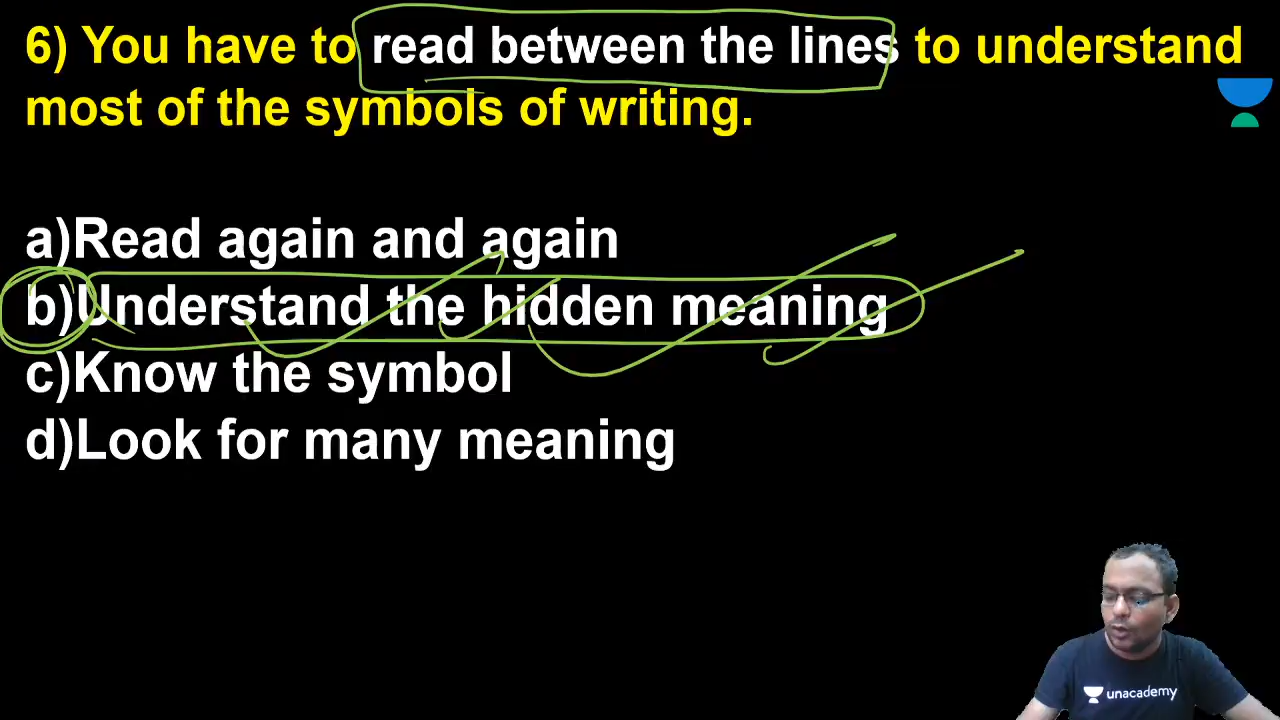 6) You have to read between the lines to understand
most of the symbols of writing.
a)Read again and again
b)Understand the hidden meaning
c)Know the symbol
d)Look for many meaning
unacademy